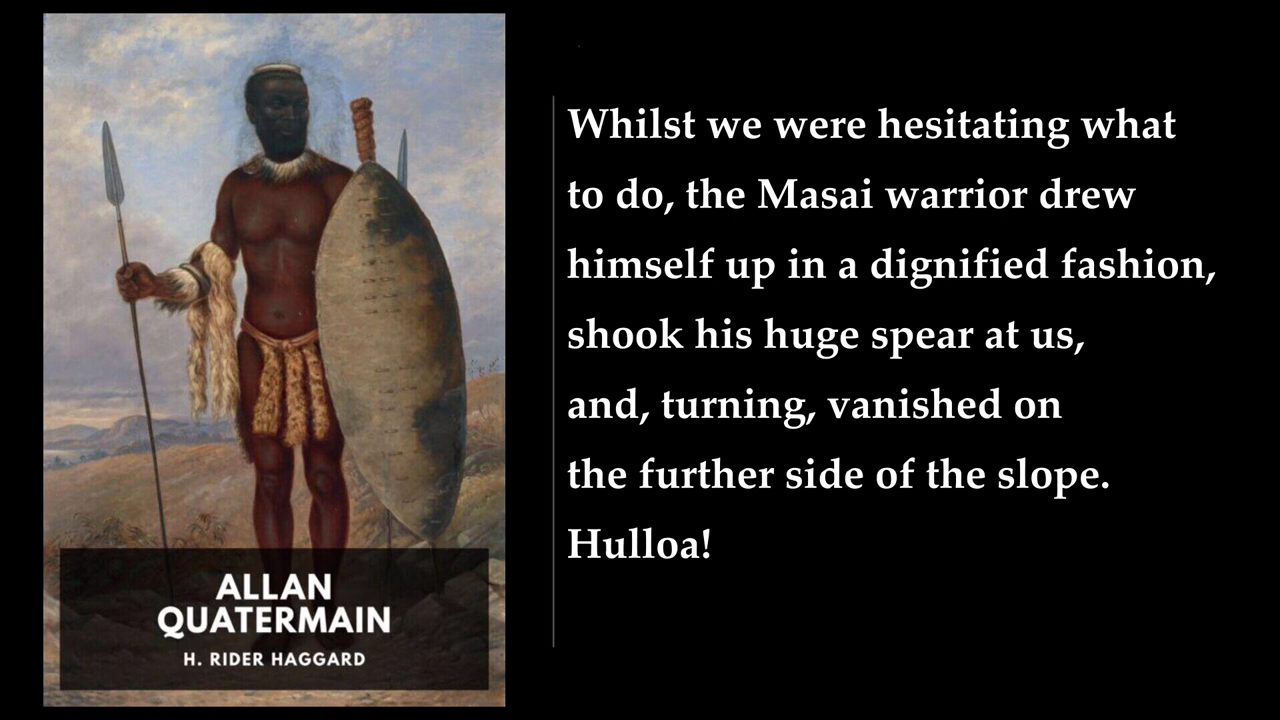 Whilst we were hesitating what
to do, the Masai warrior drew
himself up in a dignified fashion,
shook his huge spear at us,
and, turning, vanished on
the further side of the slope.
Hulloa!
ALLAN
QUATERMAIN
H. RIDER HAGGARD